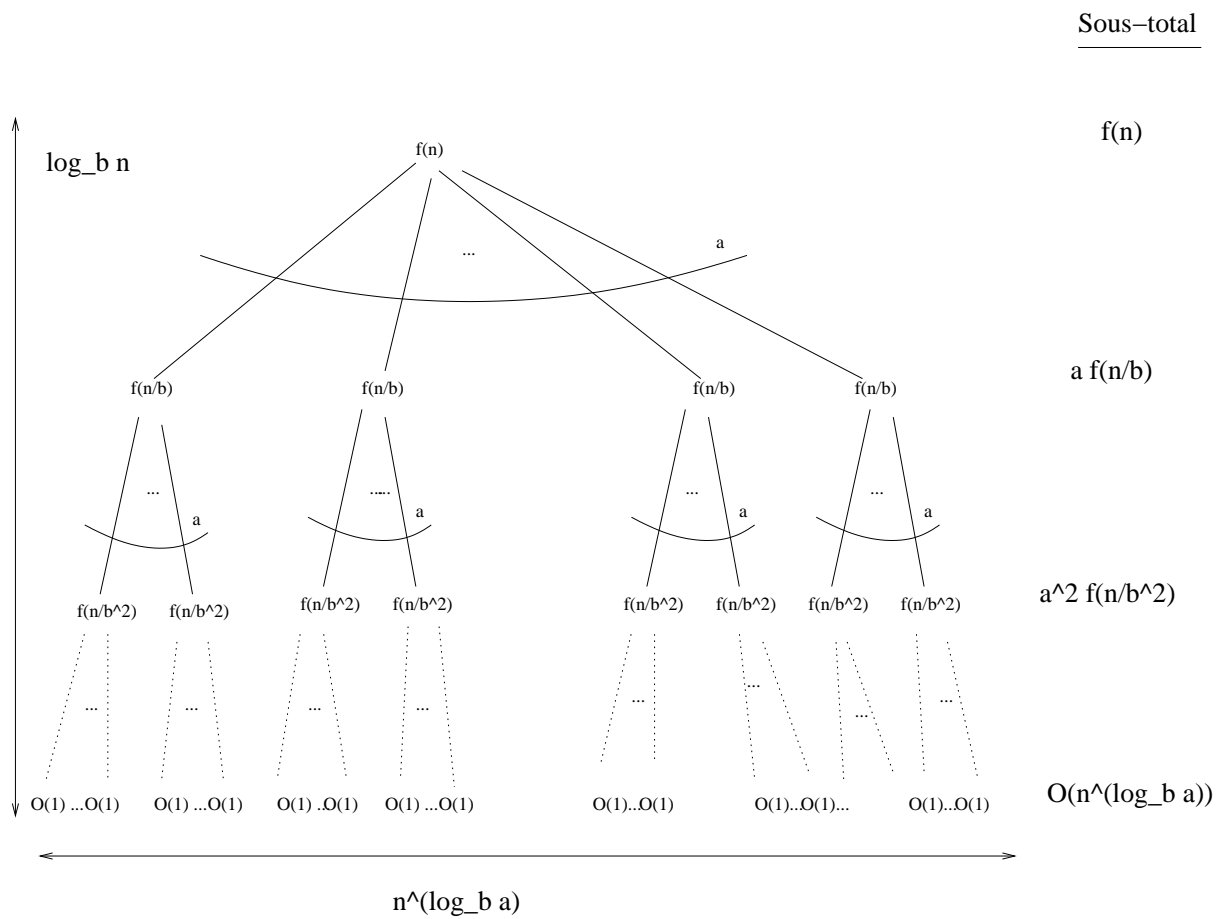 Sous−total
f(n)
f(n)
log_b n
a
...
f(n/b) f(n/b) f(n/b) f(n/b)
a f(n/b)
... ...... ... ...
a a a a
f(n/b^2) f(n/b^2) f(n/b^2) f(n/b^2) f(n/b^2) f(n/b^2) f(n/b^2) f(n/b^2)
a^2 f(n/b^2)
... ... ... ... ... ... ... ...
O(1) ...O(1) O(1) ...O(1) O(1) ..O(1) O(1) ...O(1) O(1)...O(1) O(1)...O(1)... O(1)...O(1)
O(n^(log_b a))
n^(log_b a)